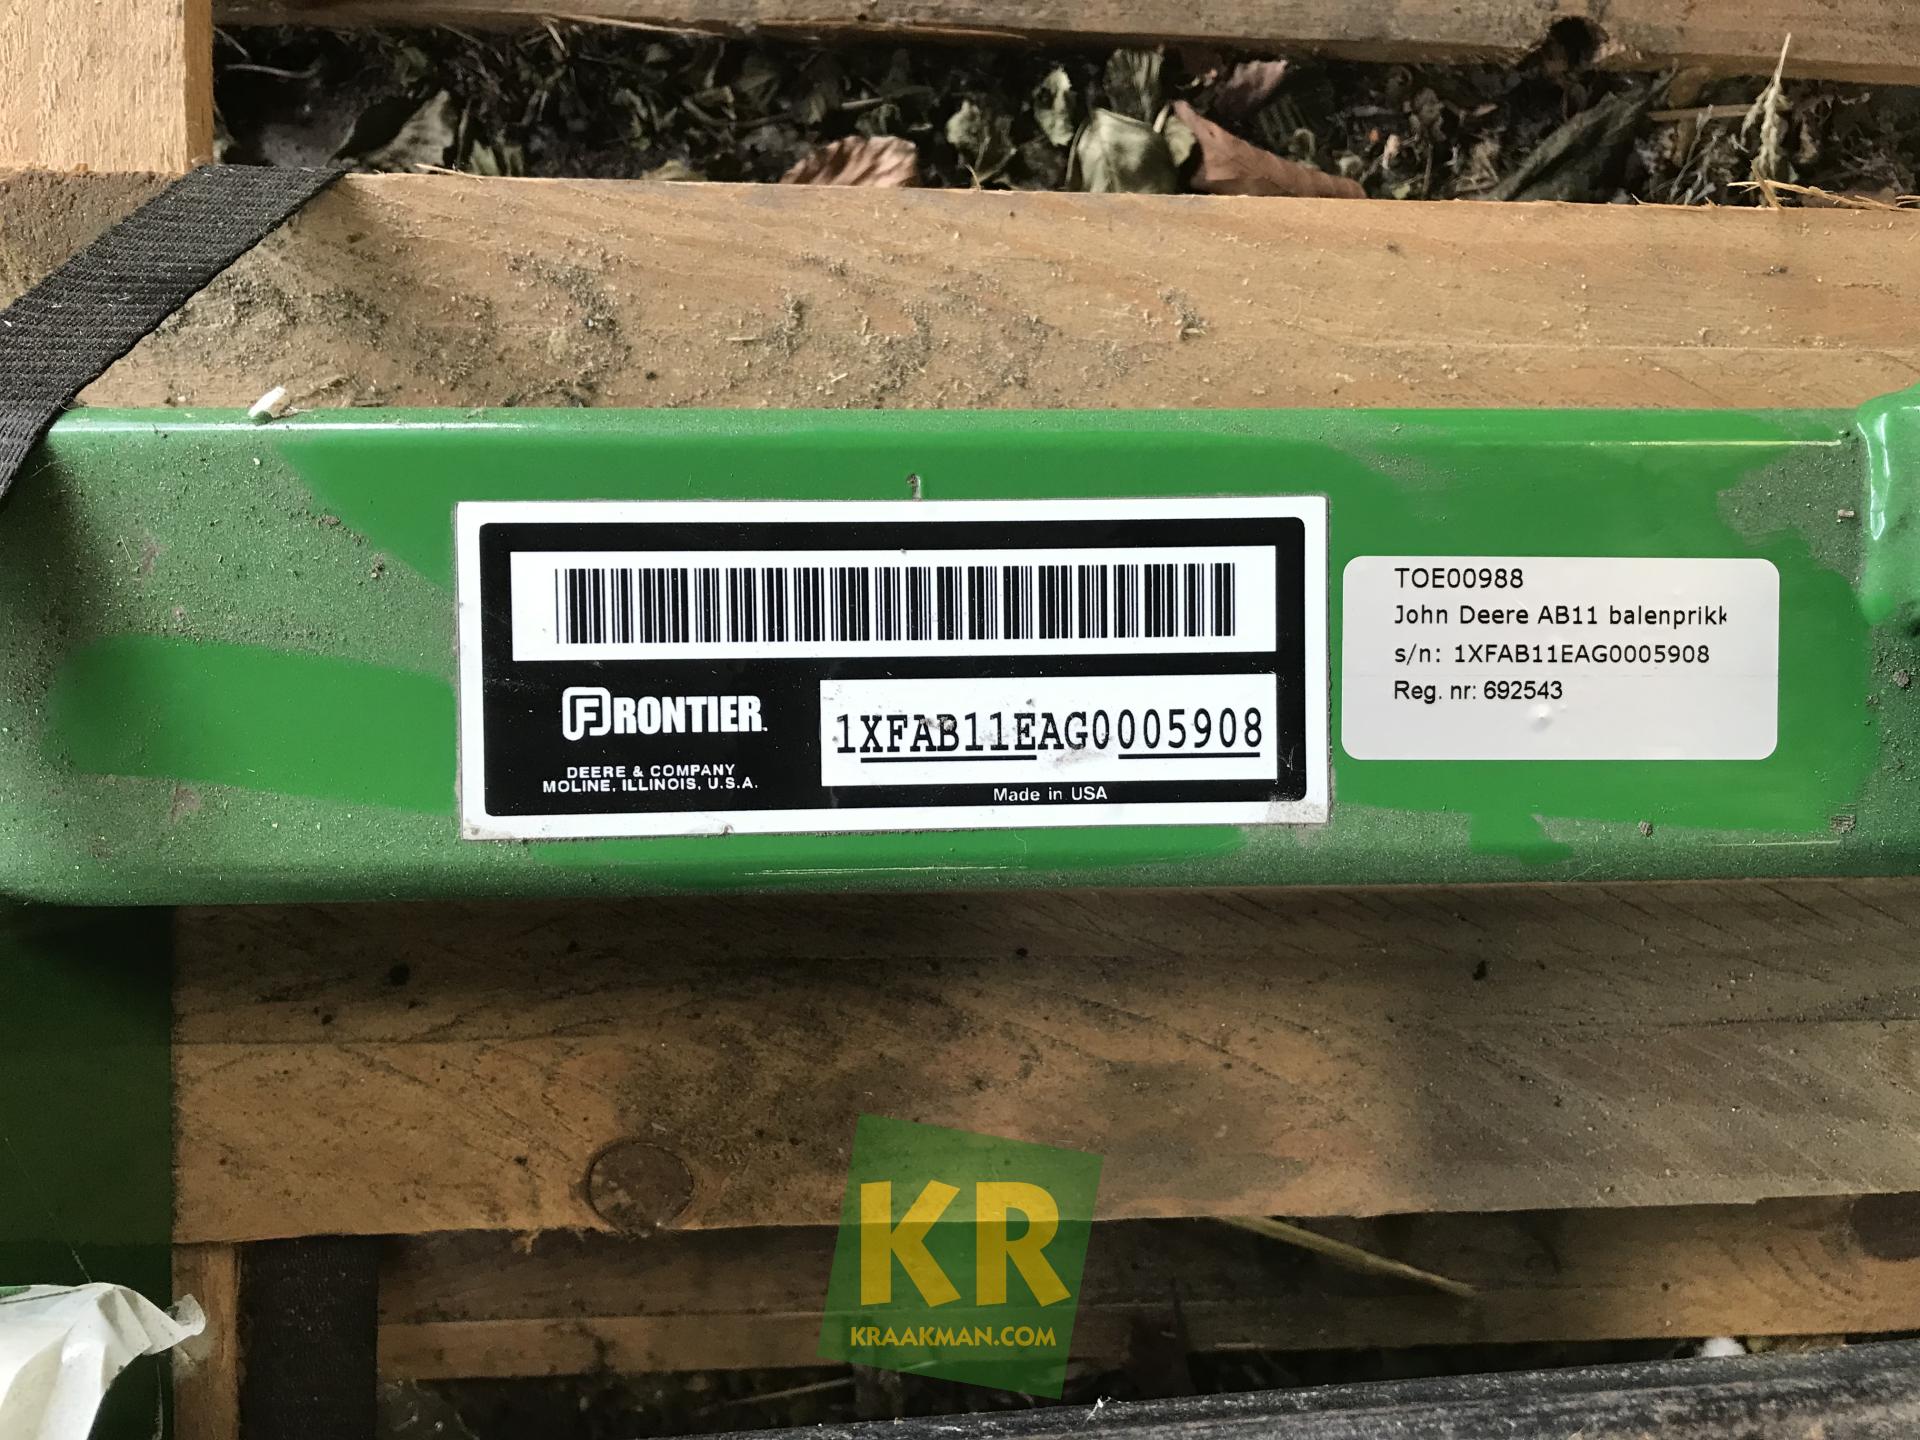 FRONTIER
DEERE & COMPANY
MOLINE, ILLINOIS, U.S.A.
1XFAB11EAG0005908
Made in USA
TOE00988
John Deere AB11 balenprikk
s/n: 1XFAB11EAG0005908
Reg. nr: 692543
KR
KRAAKMAN.COM